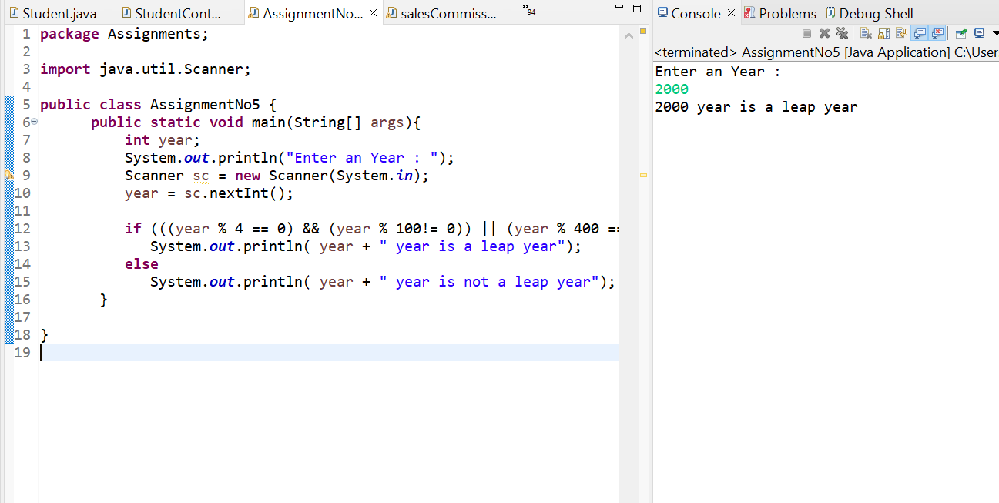 Student.java StudentCont... AssignmentNo... salesCommiss... »94
1 package Assignments;
2
3 import java.util.Scanner;
4
5 public class AssignmentNo5 {
6 public static void main(String[] args){
7 int year;
8 System.out.println("Enter an Year : ");
9 Scanner sc = new Scanner(System.in);
10 year = sc.nextInt();
11
12 if (((year % 4 == 0) && (year % 100!= 0)) || (year % 400 ==
13 System.out.println( year + " year is a leap year");
14 else
15 System.out.println( year + " year is not a leap year");
16 }
17
18 }
19
Console Problems Debug Shell
<terminated> AssignmentNo5 [Java Application] C:\User
Enter an Year :
2000
2000 year is a leap year